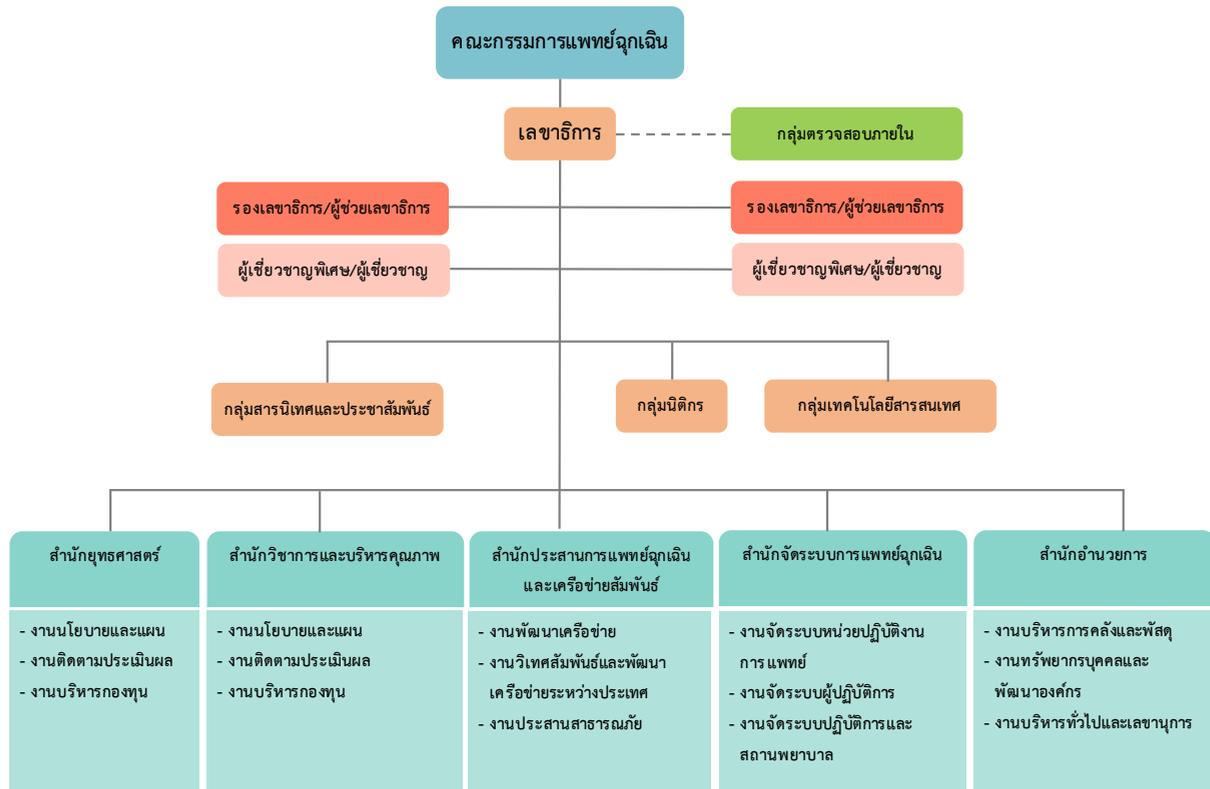 คณะกรรมการแพทย์ฉุกเฉิน
เลขาธิการ
กลุ่มตรวจสอบภายใน
รองเลขาธิการ/ผู้ช่วยเลขาธิการ
รองเลขาธิการ/ผู้ช่วยเลขาธิการ
ผู้เชี่ยวชาญพิเศษ/ผู้เชี่ยวชาญ
ผู้เชี่ยวชาญพิเศษ/ผู้เชี่ยวชาญ
กลุ่มสารนิเทศและประชาสัมพันธ์
กลุ่มนิติกร
กลุ่มเทคโนโลยีสารสนเทศ
สำนักยุทธศาสตร์
- งานนโยบายและแผน
- งานติดตามประเมินผล
- งานบริหารกองทุน
สำนักวิชาการและบริหารคุณภาพ
- งานนโยบายและแผน
- งานติดตามประเมินผล
- งานบริหารกองทุน
สำนักประสานการแพทย์ฉุกเฉิน
และเครือข่ายสัมพันธ์
- งานพัฒนาเครือข่าย
- งานวิเทศสัมพันธ์และพัฒนา
เครือข่ายระหว่างประเทศ
- งานประสานสาธารณภัย
สำนักจัดระบบการแพทย์ฉุกเฉิน
- งานจัดระบบหน่วยปฏิบัติงาน
การแพทย์
- งานจัดระบบผู้ปฏิบัติการ
- งานจัดระบบปฏิบัติการและ
สถานพยาบาล
สำนักอำนวยการ
- งานบริหารการคลังและพัสดุ
- งานทรัพยากรบุคคลและ
พัฒนาองค์กร
- งานบริหารทั่วไปและเลขานุการ